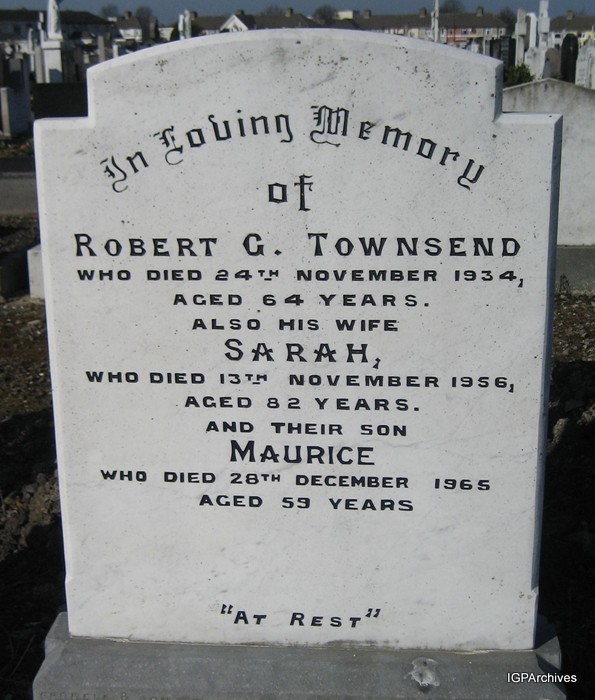 In Loving Memory
of
ROBERT G. TOWNSEND
WHO DIED 24TH NOVEMBER 1934,
AGED 64 YEARS.
ALSO HIS WIFE
SARAH,
WHO DIED 13TH NOVEMBER 1956,
AGED 82 YEARS.
AND THEIR SON
MAURICE
WHO DIED 28TH DECEMBER 1965
AGED 59 YEARS
"AT REST"
IGPArchives